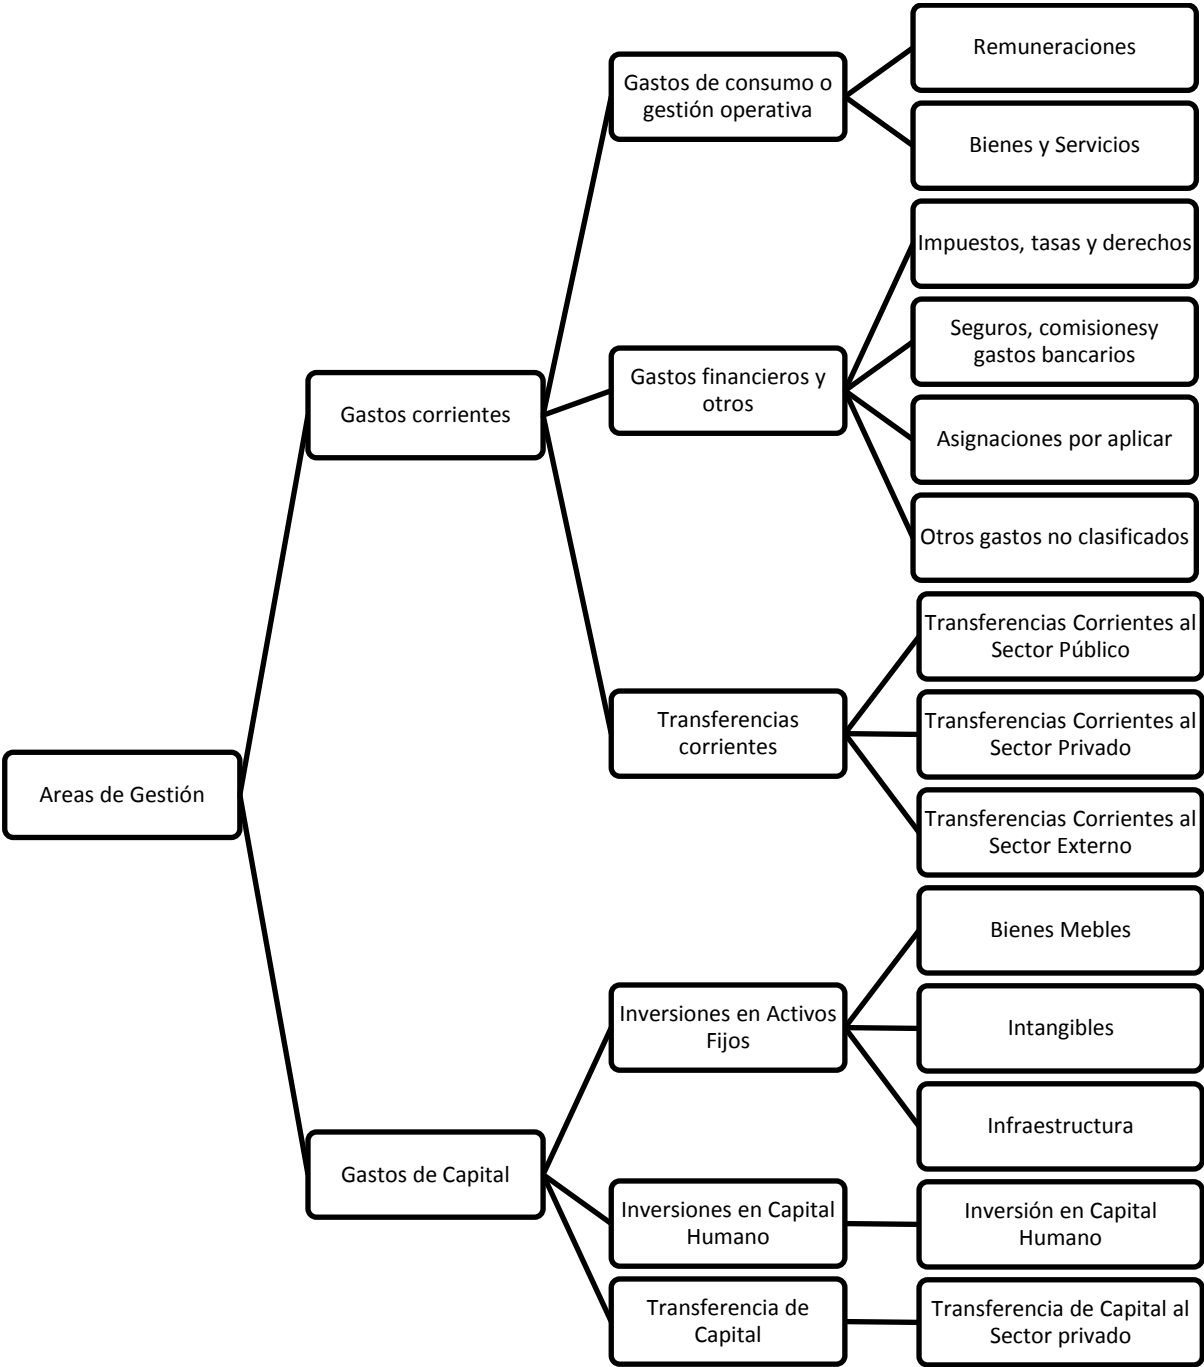 Areas de Gestión
Gastos corrientes
Gastos de consumo o
gestión operativa
Remuneraciones
Bienes y Servicios
Gastos financieros y
otros
Impuestos, tasas y derechos
Seguros, comisionesy
gastos bancarios
Asignaciones por aplicar
Otros gastos no clasificados
Transferencias
corrientes
Transferencias Corrientes al
Sector Público
Transferencias Corrientes al
Sector Privado
Transferencias Corrientes al
Sector Externo
Gastos de Capital
Inversiones en Activos
Fijos
Bienes Mebles
Intangibles
Infraestructura
Inversiones en Capital
Humano
Inversión en Capital
Humano
Transferencia de
Capital
Transferencia de Capital al
Sector privado